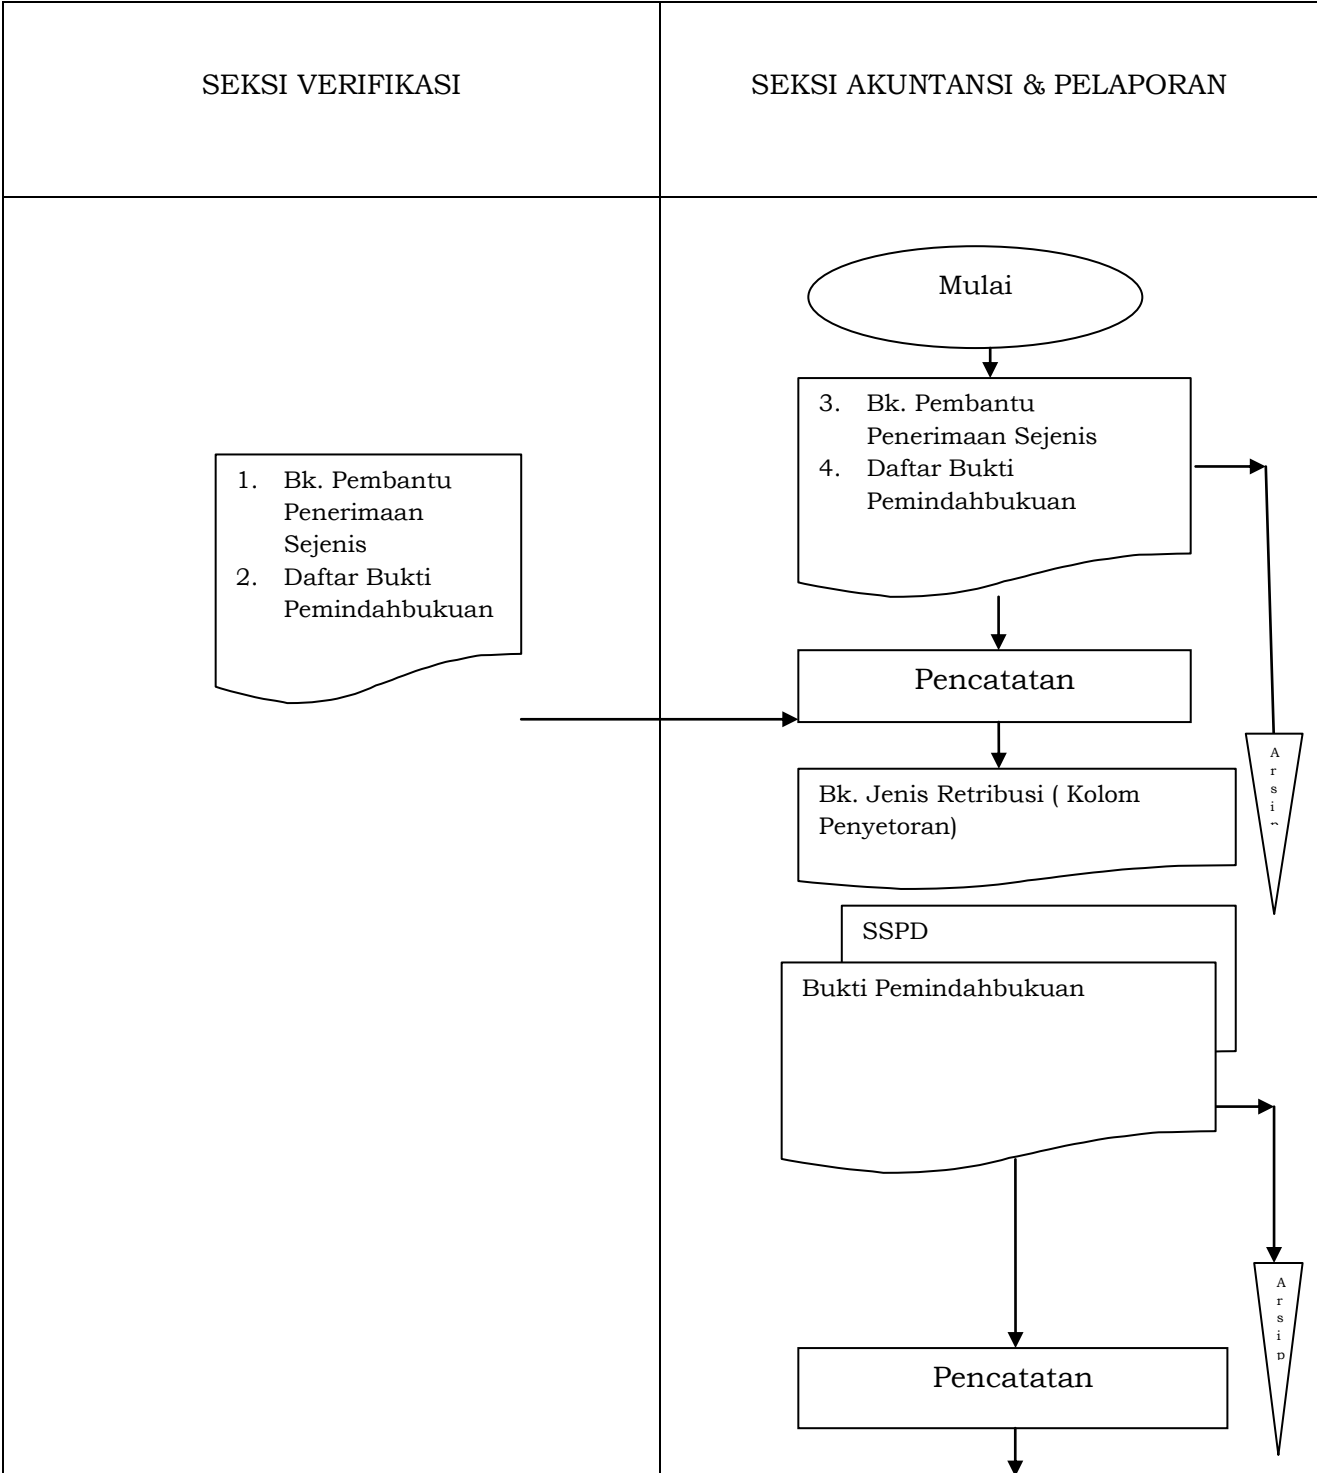 SEKSI VERIFIKASI
SEKSI AKUNTANSI & PELAPORAN
Mulai
3. Bk. Pembantu
Penerimaan Sejenis
4. Daftar Bukti
Pemindahbukuan
1. Bk. Pembantu
Penerimaan
Sejenis
2. Daftar Bukti
Pemindahbukuan
Pencatatan
Bk. Jenis Retribusi ( Kolom
Penyetoran)
A
r
s
i
SSPD
Bukti Pemindahbukuan
A
r
s
i
p
Pencatatan